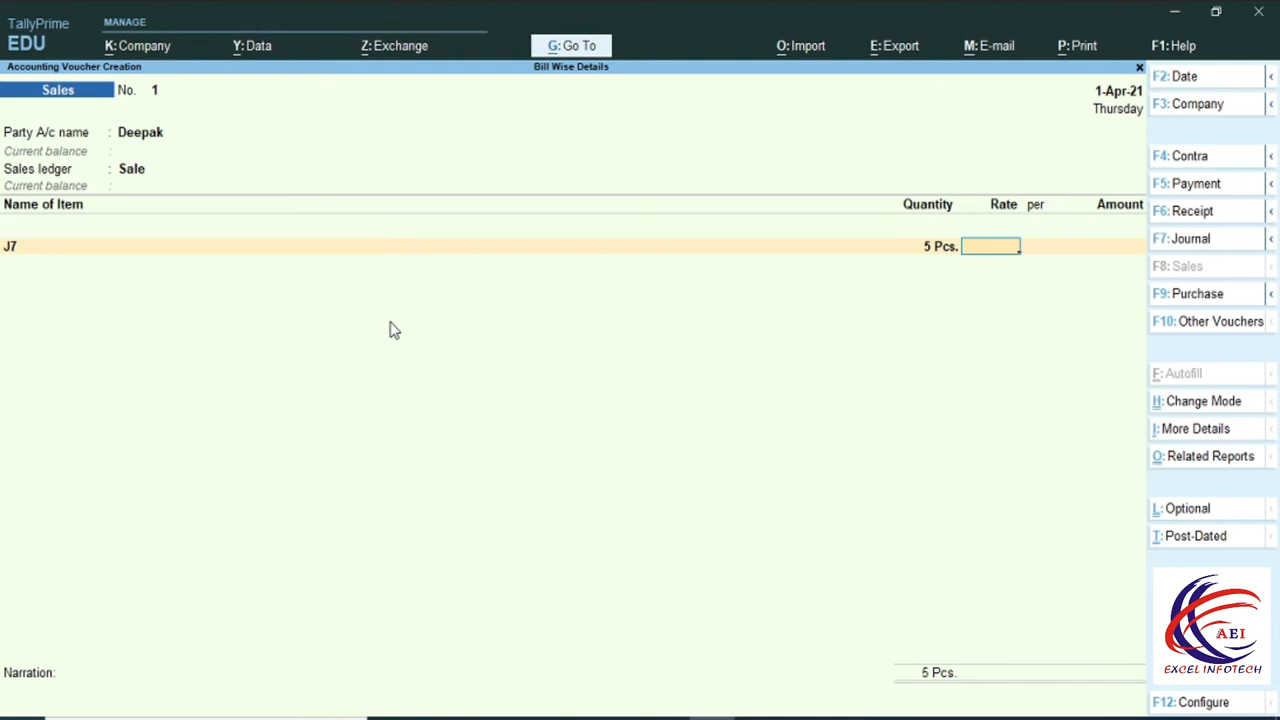 TallyPrime
EDU
MANAGE
K: Company
Y: Data
Z: Exchange
G: Go To
O: Import
E: Export
M: E-mail
P: Print
F1: Help
Accounting Voucher Creation
Bill Wise Details
Sales No. 1
1-Apr-21
Thursday
Party A/c name : Deepak
Current balance :
Sales ledger : Sale
Current balance :
Name of Item Quantity Rate per Amount
J7 5 Pcs.
Narration: 5 Pcs.
F2: Date
F3: Company
F4: Contra
F5: Payment
F6: Receipt
F7: Journal
F8: Sales
F9: Purchase
F10: Other Vouchers
F: Autofill
H: Change Mode
I: More Details
O: Related Reports
L: Optional
T: Post-Dated
AEI
EXCEL INFOTECH
F12: Configure